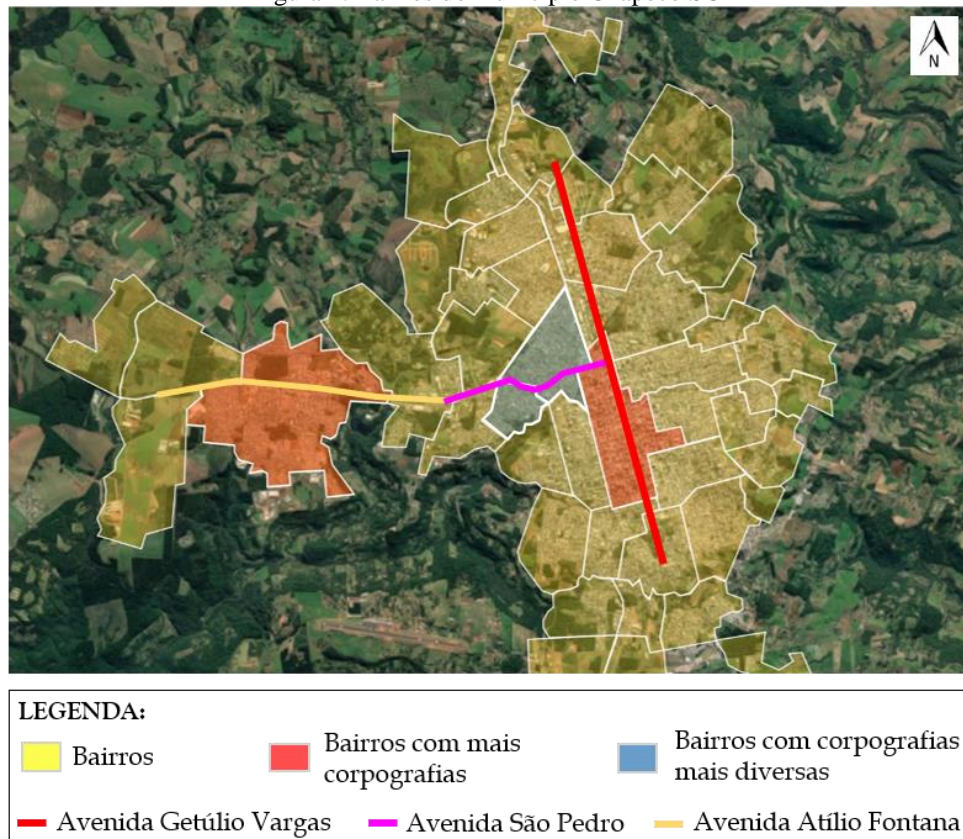 N
LEGENDA:
Bairros
Bairros com mais
corpografias
Bairros com corpografias
mais diversas
Avenida Getúlio Vargas
Avenida São Pedro
Avenida Atílio Fontana